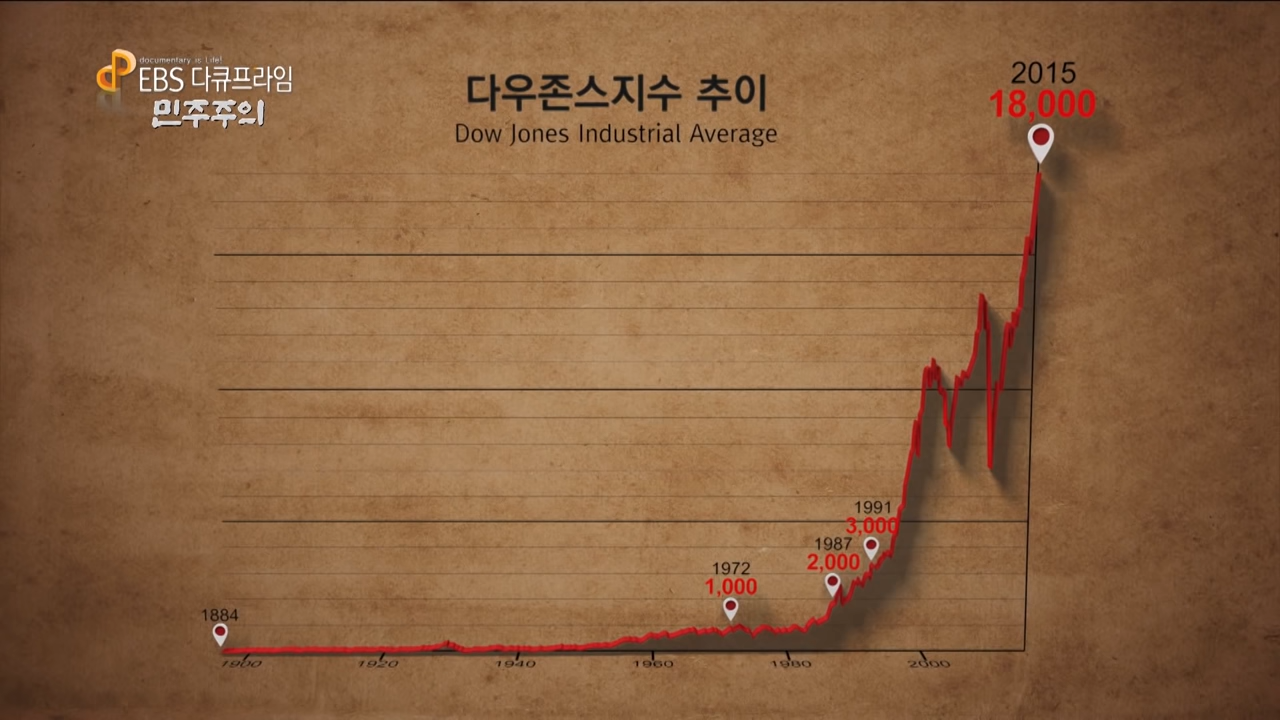 documentary is Life!
EBS 다큐프라임
민주주의
다우존스지수 추이
Dow Jones Industrial Average
2015
18,000
1991
3,000
1987
2,000
1972
1,000
1884
1900 1920 1940 1960 1980 2000